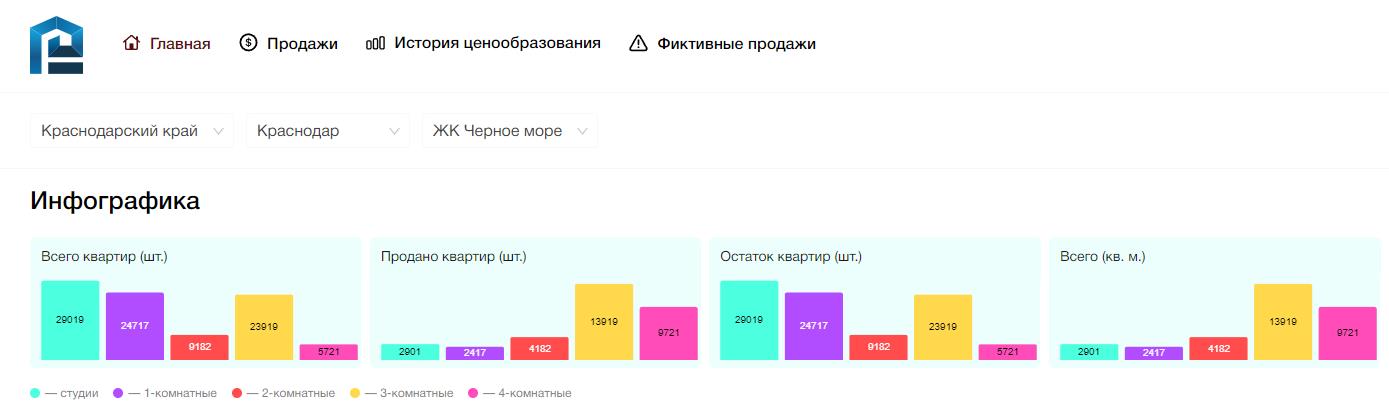 Главная Продажи История ценообразования Фиктивные продажи
Краснодарский край Краснодар ЖК Черное море
Инфографика
Всего квартир (шт.)
29019 24717 9182 23919 5721
Продано квартир (шт.)
2901 2417 4182 13919 9721
Остаток квартир (шт.)
29019 24717 9182 23919 5721
Всего (кв. м.)
2901 2417 4182 13919 9721
— студии — 1-комнатные — 2-комнатные — 3-комнатные — 4-комнатные